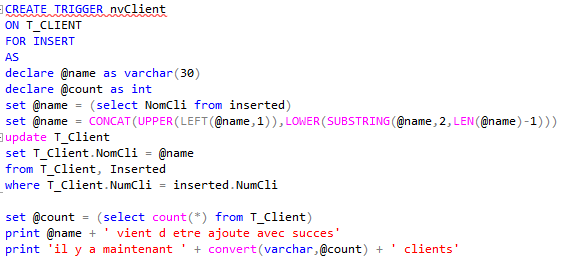 CREATE TRIGGER nvClient
ON T_CLIENT
FOR INSERT
AS
declare @name as varchar(30)
declare @count as int
set @name = (select NomCli from inserted)
set @name = CONCAT(UPPER(LEFT(@name,1)),LOWER(SUBSTRING(@name,2,LEN(@name)-1)))
update T_Client
set T_Client.NomCli = @name
from T_Client, Inserted
where T_Client.NumCli = inserted.NumCli
set @count = (select count(*) from T_Client)
print @name + ' vient d etre ajoute avec succes'
print 'il y a maintenant ' + convert(varchar,@count) + ' clients'